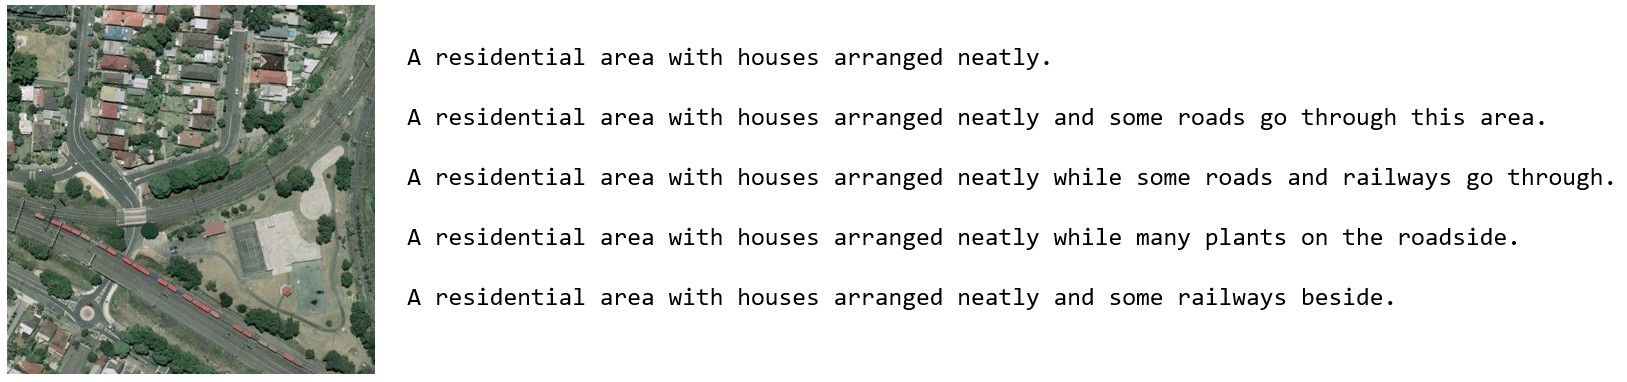 A residential area with houses arranged neatly.
A residential area with houses arranged neatly and some roads go through this area.
A residential area with houses arranged neatly while some roads and railways go through.
A residential area with houses arranged neatly while many plants on the roadside.
A residential area with houses arranged neatly and some railways beside.